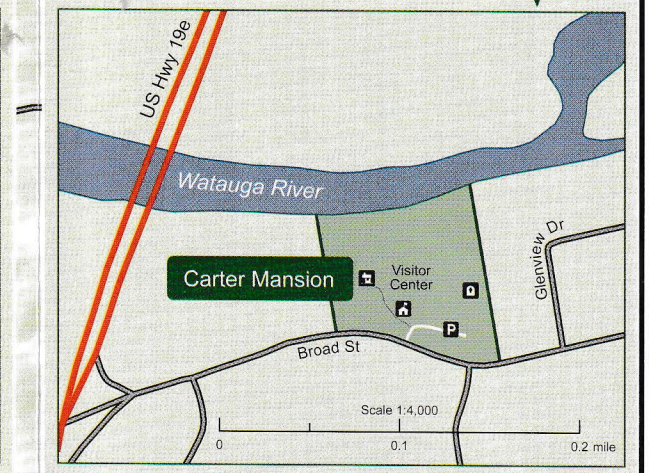 US Hwy 19e
Watauga River
Glenview Dr
Carter Mansion
Visitor
Center
P
Broad St
Scale 1:4,000
0
0.1
0.2 mile